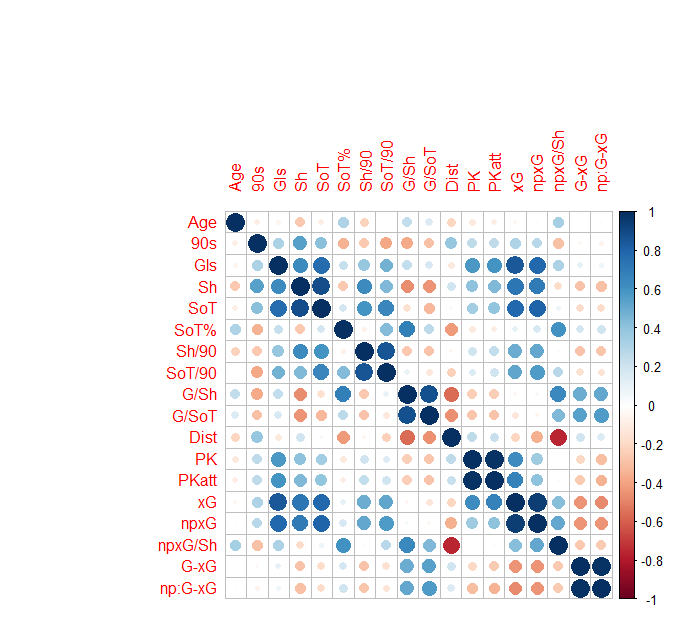 Age 90s Gls Sh SoT SoT% Sh/90 SoT/90 G/Sh G/SoT Dist PK PKatt xG npxG npxG/Sh G-xG np:G-xG
Age
90s
Gls
Sh
SoT
SoT%
Sh/90
SoT/90
G/Sh
G/SoT
Dist
PK
PKatt
xG
npxG
npxG/Sh
G-xG
np:G-xG
1
0.8
0.6
0.4
0.2
0
-0.2
-0.4
-0.6
-0.8
-1